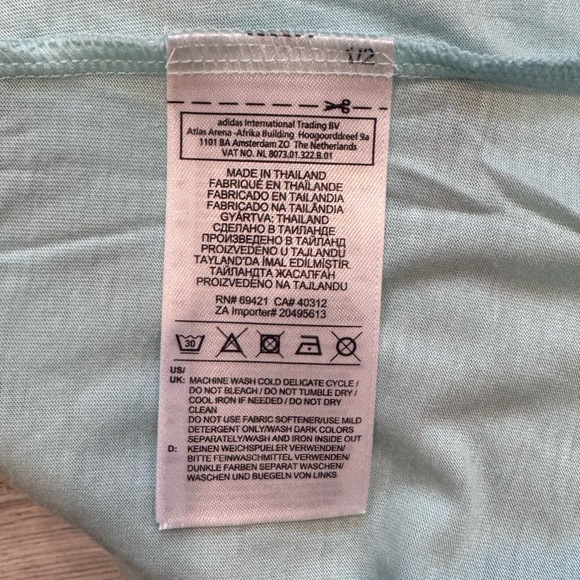 1/2
adidas International Trading BV
Atlas Arena -Afrika Building Hoogoorddreef 9a
1101 BA Amsterdam ZO The Netherlands
VAT NO. NL 8073.01.322.B.01
MADE IN THAILAND
FABRIQUÉ EN THAÏLANDE
FABRICADO EN TAILANDIA
FABRICADO NA TAILÂNDIA
GYÁRTVA: THAILAND
СДЕЛАНО В ТАИЛАНДЕ
ПРОИЗВЕДЕНО В ТАЙЛАНД
PROIZVEDENO U TAJLANDU
TAYLAND'DA İMAL EDİLMİŞTİR
ТАЙЛАНДТА ЖАСАЛҒАН
PROIZVEDENO NA TAJLANDU
RN# 69421 CA# 40312
ZA Importer# 20495613
30
US/
UK: MACHINE WASH COLD DELICATE CYCLE /
DO NOT BLEACH / DO NOT TUMBLE DRY /
COOL IRON IF NEEDED / DO NOT DRY
CLEAN
DO NOT USE FABRIC SOFTENER/USE MILD
DETERGENT ONLY/WASH DARK COLORS
SEPARATELY/WASH AND IRON INSIDE OUT
D: KEINEN WEICHSPUELER VERWENDEN/
BITTE FEINWASCHMITTEL VERWENDEN/
DUNKLE FARBEN SEPARAT WASCHEN/
WASCHEN UND BUEGELN VON LINKS